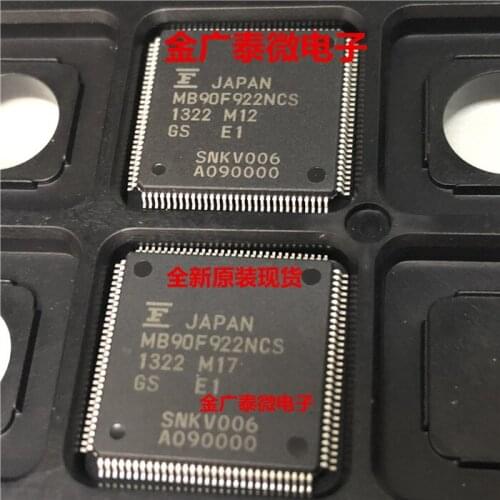 金广泰微电子
JAPAN
MB90F922NCS
1322 M12
GS E1
SNKV006
A090000
全新原装现货
JAPAN
MB90F922NCS
1322 M17
GS E1
金广泰微电子
SNKV006
A090000